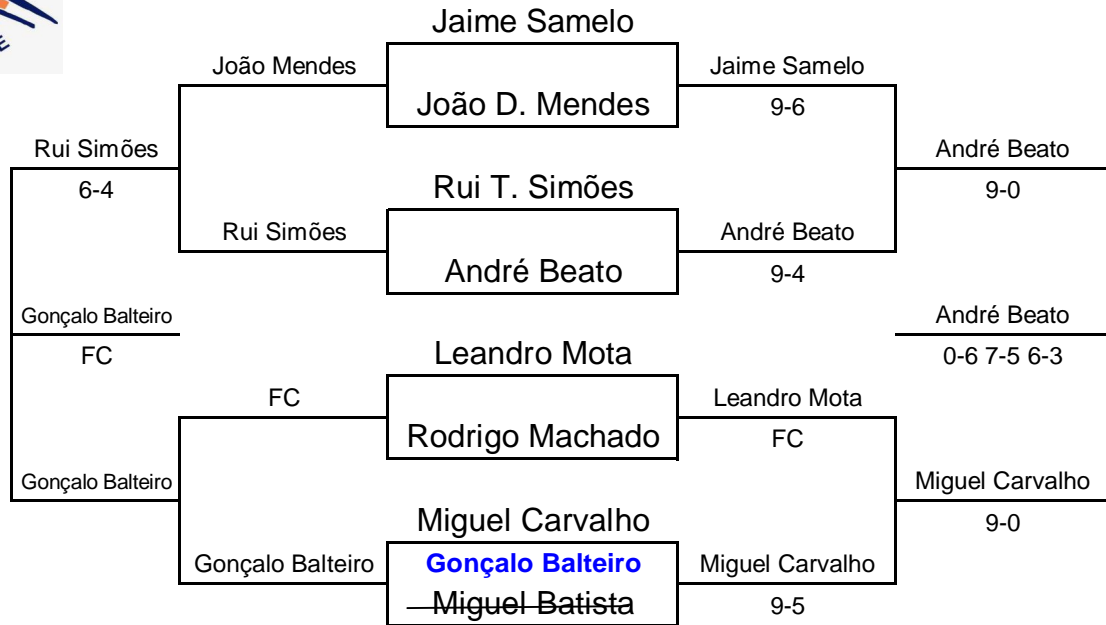 E
Jaime Samelo
João Mendes
Jaime Samelo
João D. Mendes
9-6
Rui Simões
André Beato
6-4
Rui T. Simões
9-0
Rui Simões
André Beato
André Beato
9-4
Gonçalo Balteiro
André Beato
FC
Leandro Mota
0-6 7-5 6-3
FC
Leandro Mota
Rodrigo Machado
FC
Gonçalo Balteiro
Miguel Carvalho
Miguel Carvalho
9-0
Gonçalo Balteiro
Gonçalo Balteiro
Miguel Carvalho
Miguel Batista
9-5